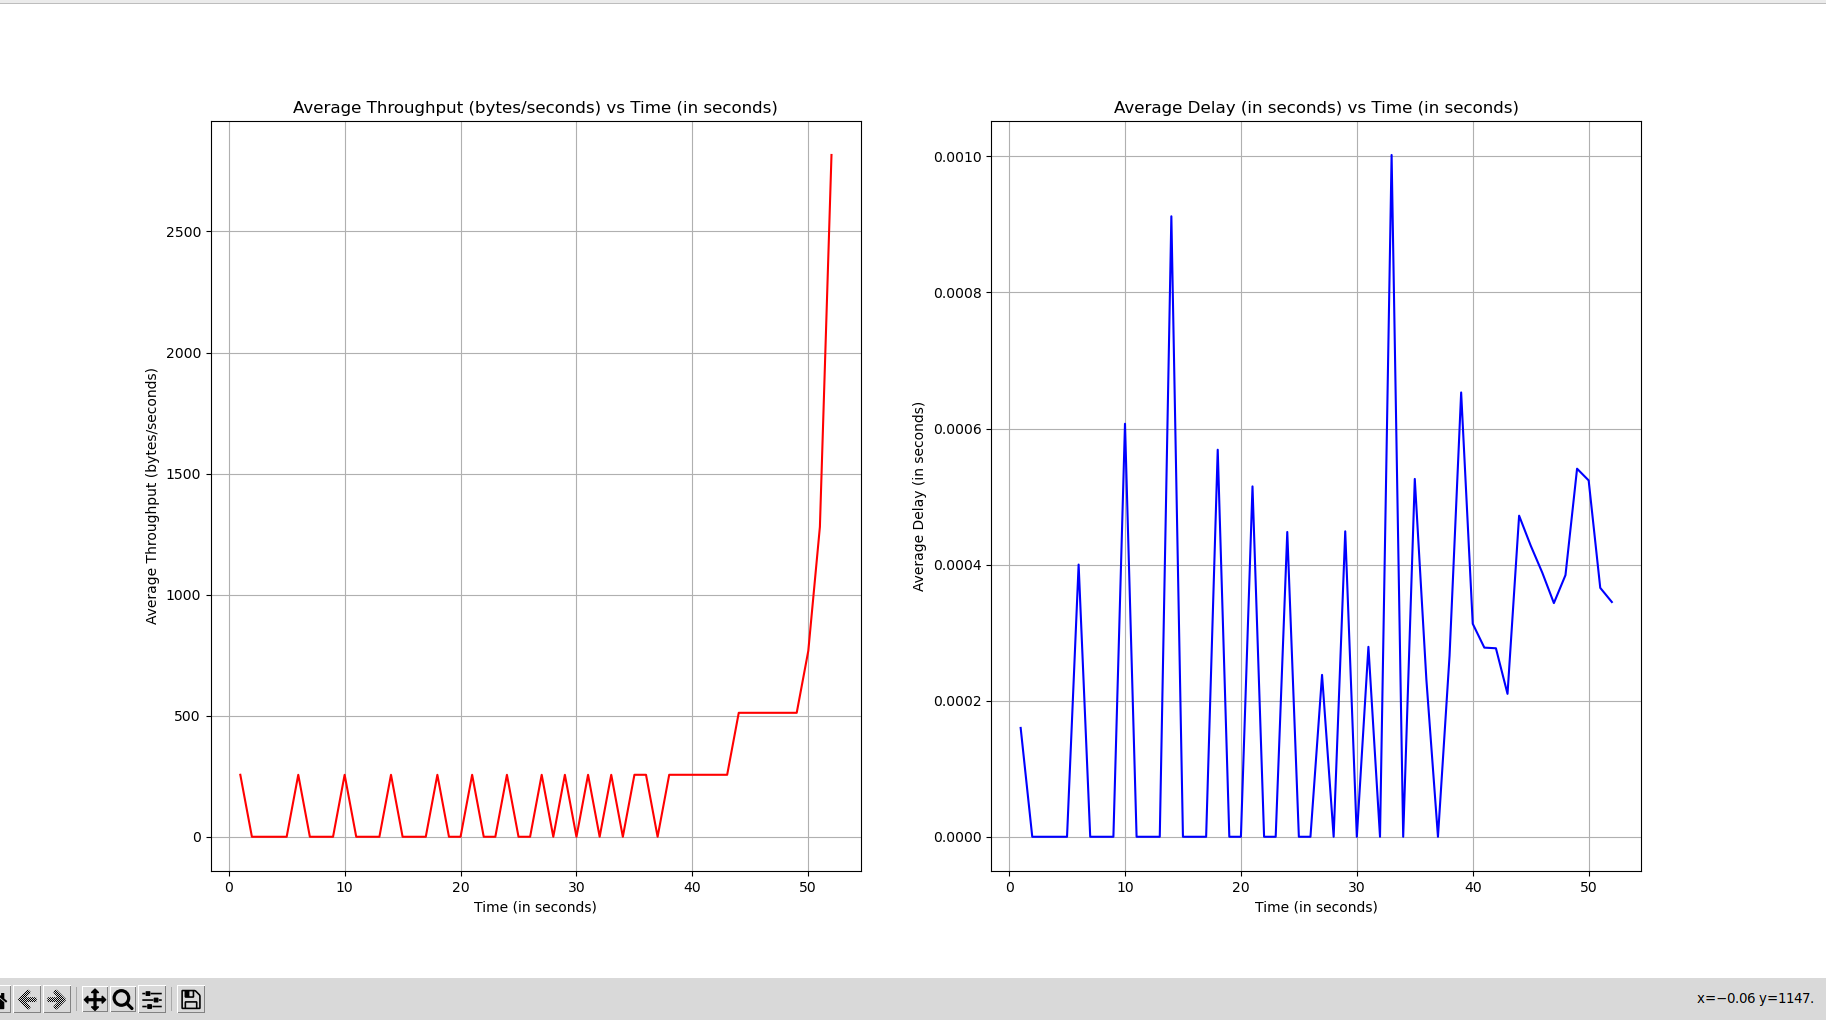 Average Throughput (bytes/seconds) vs Time (in seconds)
Average Throughput (bytes/seconds)
2500
2000
1500
1000
500
0
0 10 20 30 40 50
Time (in seconds)
Average Delay (in seconds) vs Time (in seconds)
Average Delay (in seconds)
0.0010
0.0008
0.0006
0.0004
0.0002
0.0000
0 10 20 30 40 50
Time (in seconds)
x=−0.06 y=1147.